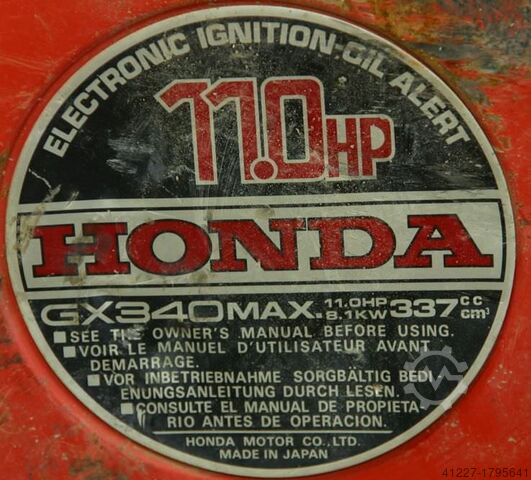 ELECTRONIC IGNITION-OIL ALERT
11.0HP
HONDA
GX340MAX. 11.0HP 8.1KW 337 cc cm³
■SEE THE OWNER'S MANUAL BEFORE USING.
■VOIR LE MANUEL D'UTILISATEUR AVANT
DEMARRAGE.
■VOR INBETRIEBNAHME SORGBÄLTIG BEDI
ENUNGSANLEITUNG DURCH LESEN.
■CONSULTE EL MANUAL DE PROPIETA-
RIO ANTES DE OPERACION.
HONDA MOTOR CO., LTD.
MADE IN JAPAN
41227-1795641